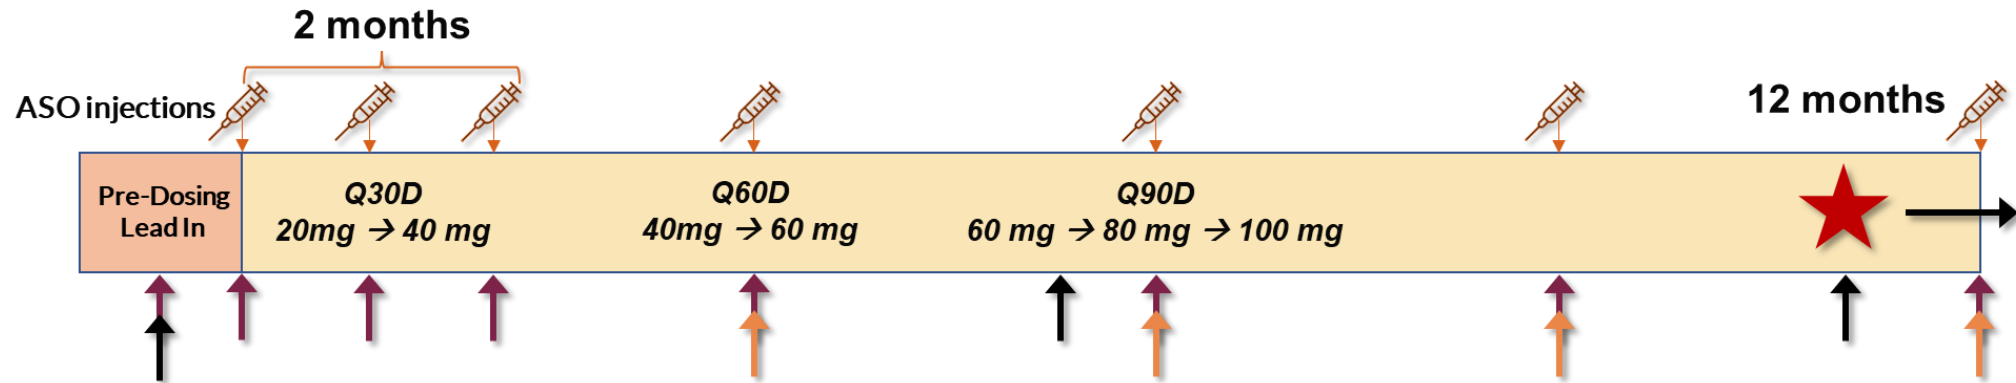 2 months
ASO injections
12 months
Pre-Dosing
Lead In
Q30D
20mg → 40 mg
Q60D
40mg → 60 mg
Q90D
60 mg → 80 mg → 100 mg